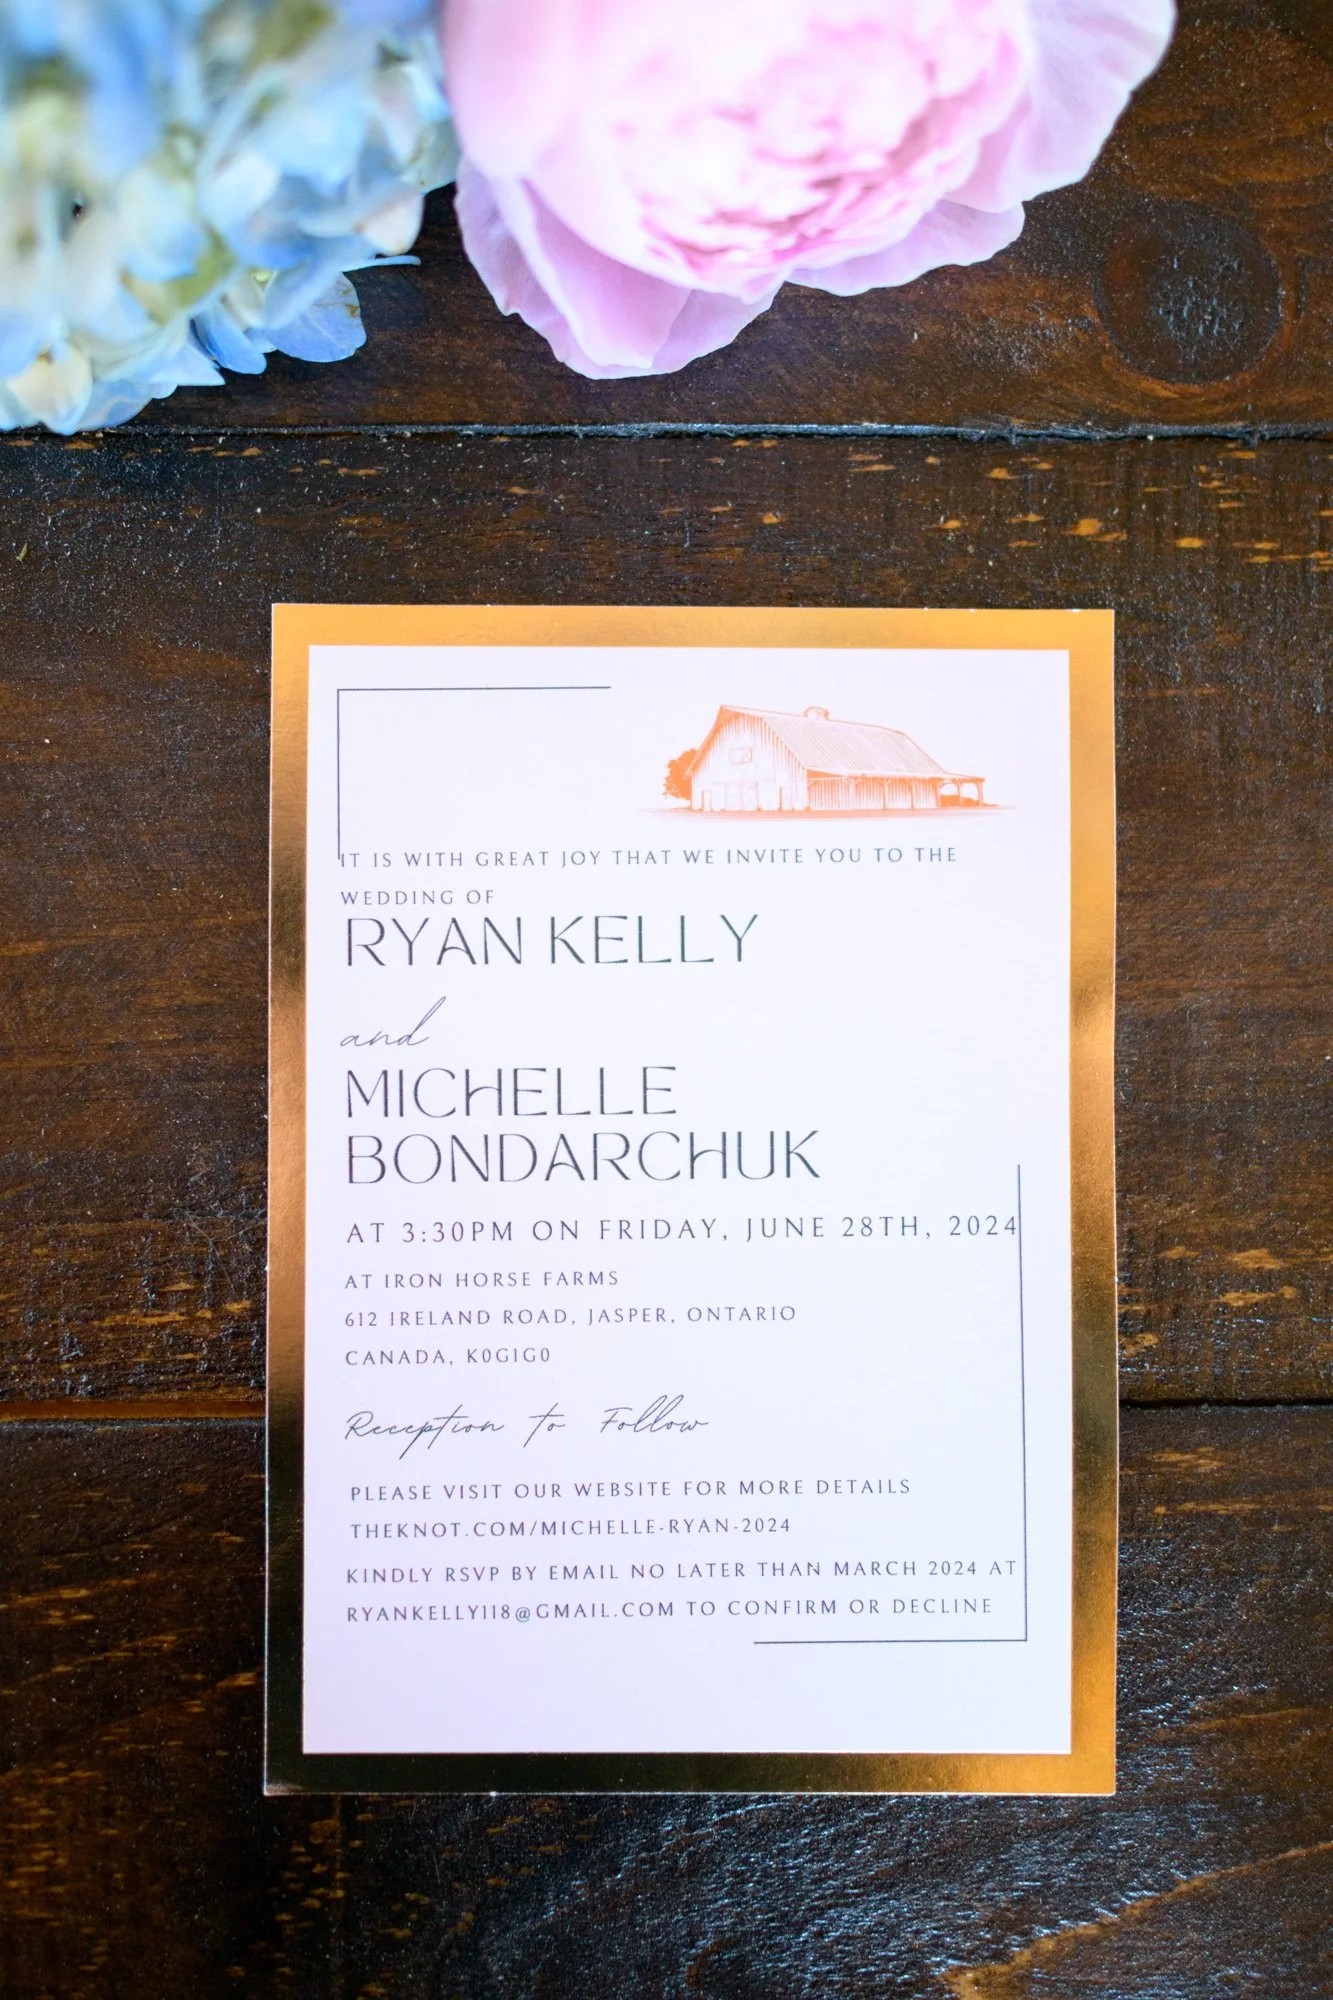 IT IS WITH GREAT JOY THAT WE INVITE YOU TO THE
WEDDING OF
RYAN KELLY
and
MICHELLE
BONDARCHUK
AT 3:30PM ON FRIDAY, JUNE 28TH, 2024
AT IRON HORSE FARMS
612 IRELAND ROAD, JASPER, ONTARIO
CANADA, K0G1G0
Reception to Follow
PLEASE VISIT OUR WEBSITE FOR MORE DETAILS
THEKNOT.COM/MICHELLE-RYAN-2024
KINDLY RSVP BY EMAIL NO LATER THAN MARCH 2024 AT
RYANKELLY118@GMAIL.COM TO CONFIRM OR DECLINE